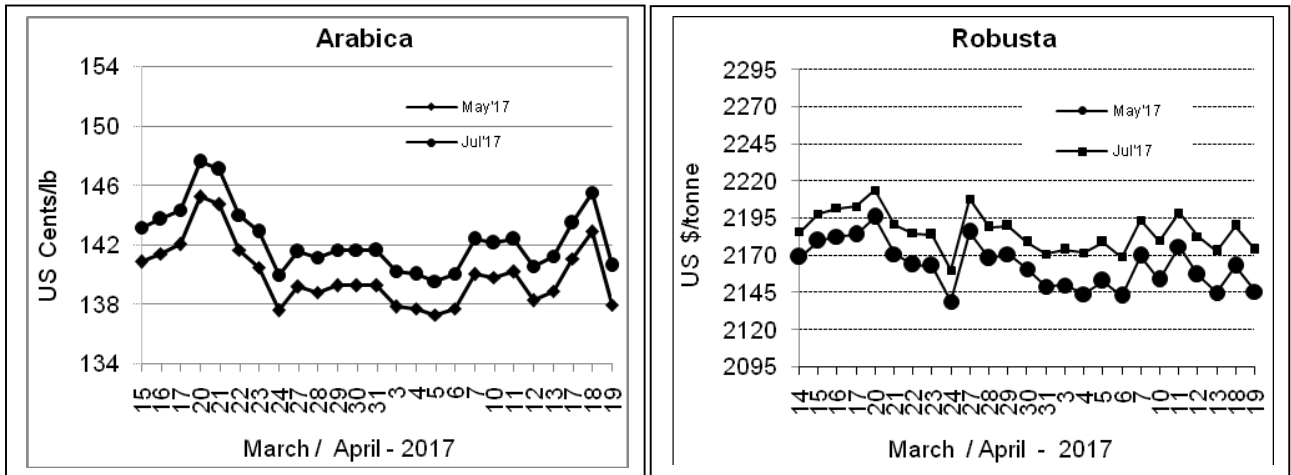 Arabica
154
150
146
142
138
134
US Cents/lb
May'17
Jul'17
15 16 17 20 21 22 23 24 27 28 29 30 31 3 4 5 6 7 10 11 12 13 17 18 19
March / April - 2017
Robusta
2295
2270
2245
2220
2195
2170
2145
2120
2095
US $/tonne
May'17
Jul'17
14 15 16 17 20 21 22 23 24 27 28 29 30 31 3 4 5 6 7 10 11 12 13 18 19
March / April - 2017